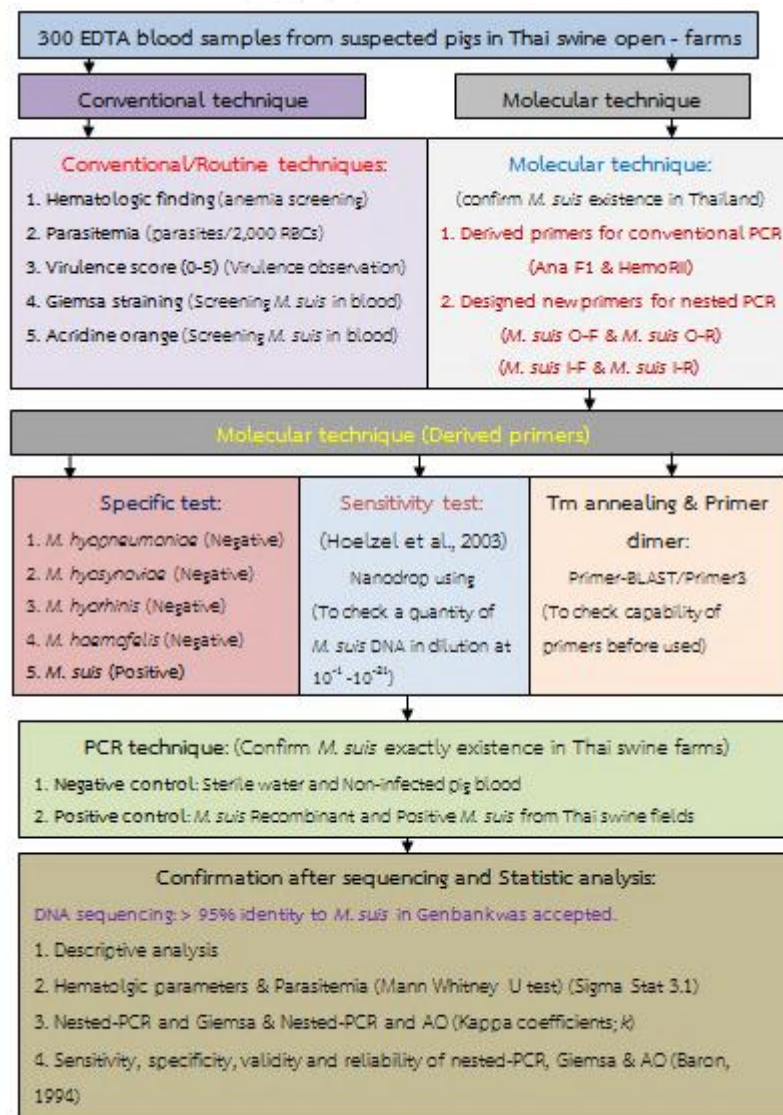 300 EDTA blood samples from suspected pigs in Thai swine open - farms
Conventional technique
Molecular technique
Conventional/Routine techniques:
1. Hematologic finding (anemia screening)
2. Parasitemia (parasites/2,000 RBCs)
3. Virulence score (0-5) (Virulence observation)
4. Giemsa straining (Screening M. suis in blood)
5. Acridine orange (Screening M. suis in blood)
Molecular technique:
(confirm M. suis existence in Thailand)
1. Derived primers for conventional PCR
(Ana F1 & HemoRII)
2. Designed new primers for nested PCR
(M. suis O-F & M. suis O-R)
(M. suis I-F & M. suis I-R)
Molecular technique (Derived primers)
Specific test:
1. M. hyopneumoniae (Negative)
2. M. hyosynoviae (Negative)
3. M. hyorhinis (Negative)
4. M. haemofelis (Negative)
5. M. suis (Positive)
Sensitivity test:
(Hoelzel et al., 2003)
Nanodrop using
(To check a quantity of
M. suis DNA in dilution at
10⁻¹ -10⁻²¹)
Tm annealing & Primer
dimer:
Primer-BLAST/Primer3
(To check capability of
primers before used)
PCR technique: (Confirm M. suis exactly existence in Thai swine farms)
1. Negative control: Sterile water and Non-infected pig blood
2. Positive control: M. suis Recombinant and Positive M. suis from Thai swine fields
Confirmation after sequencing and Statistic analysis:
DNA sequencing: > 95% identity to M. suis in Genbank was accepted.
1. Descriptive analysis
2. Hematolgic parameters & Parasitemia (Mann Whitney U test) (Sigma Stat 3.1)
3. Nested-PCR and Giemsa & Nested-PCR and AO (Kappa coefficients; k)
4. Sensitivity, specificity, validity and reliability of nested-PCR, Giemsa & AO (Baron,
1994)